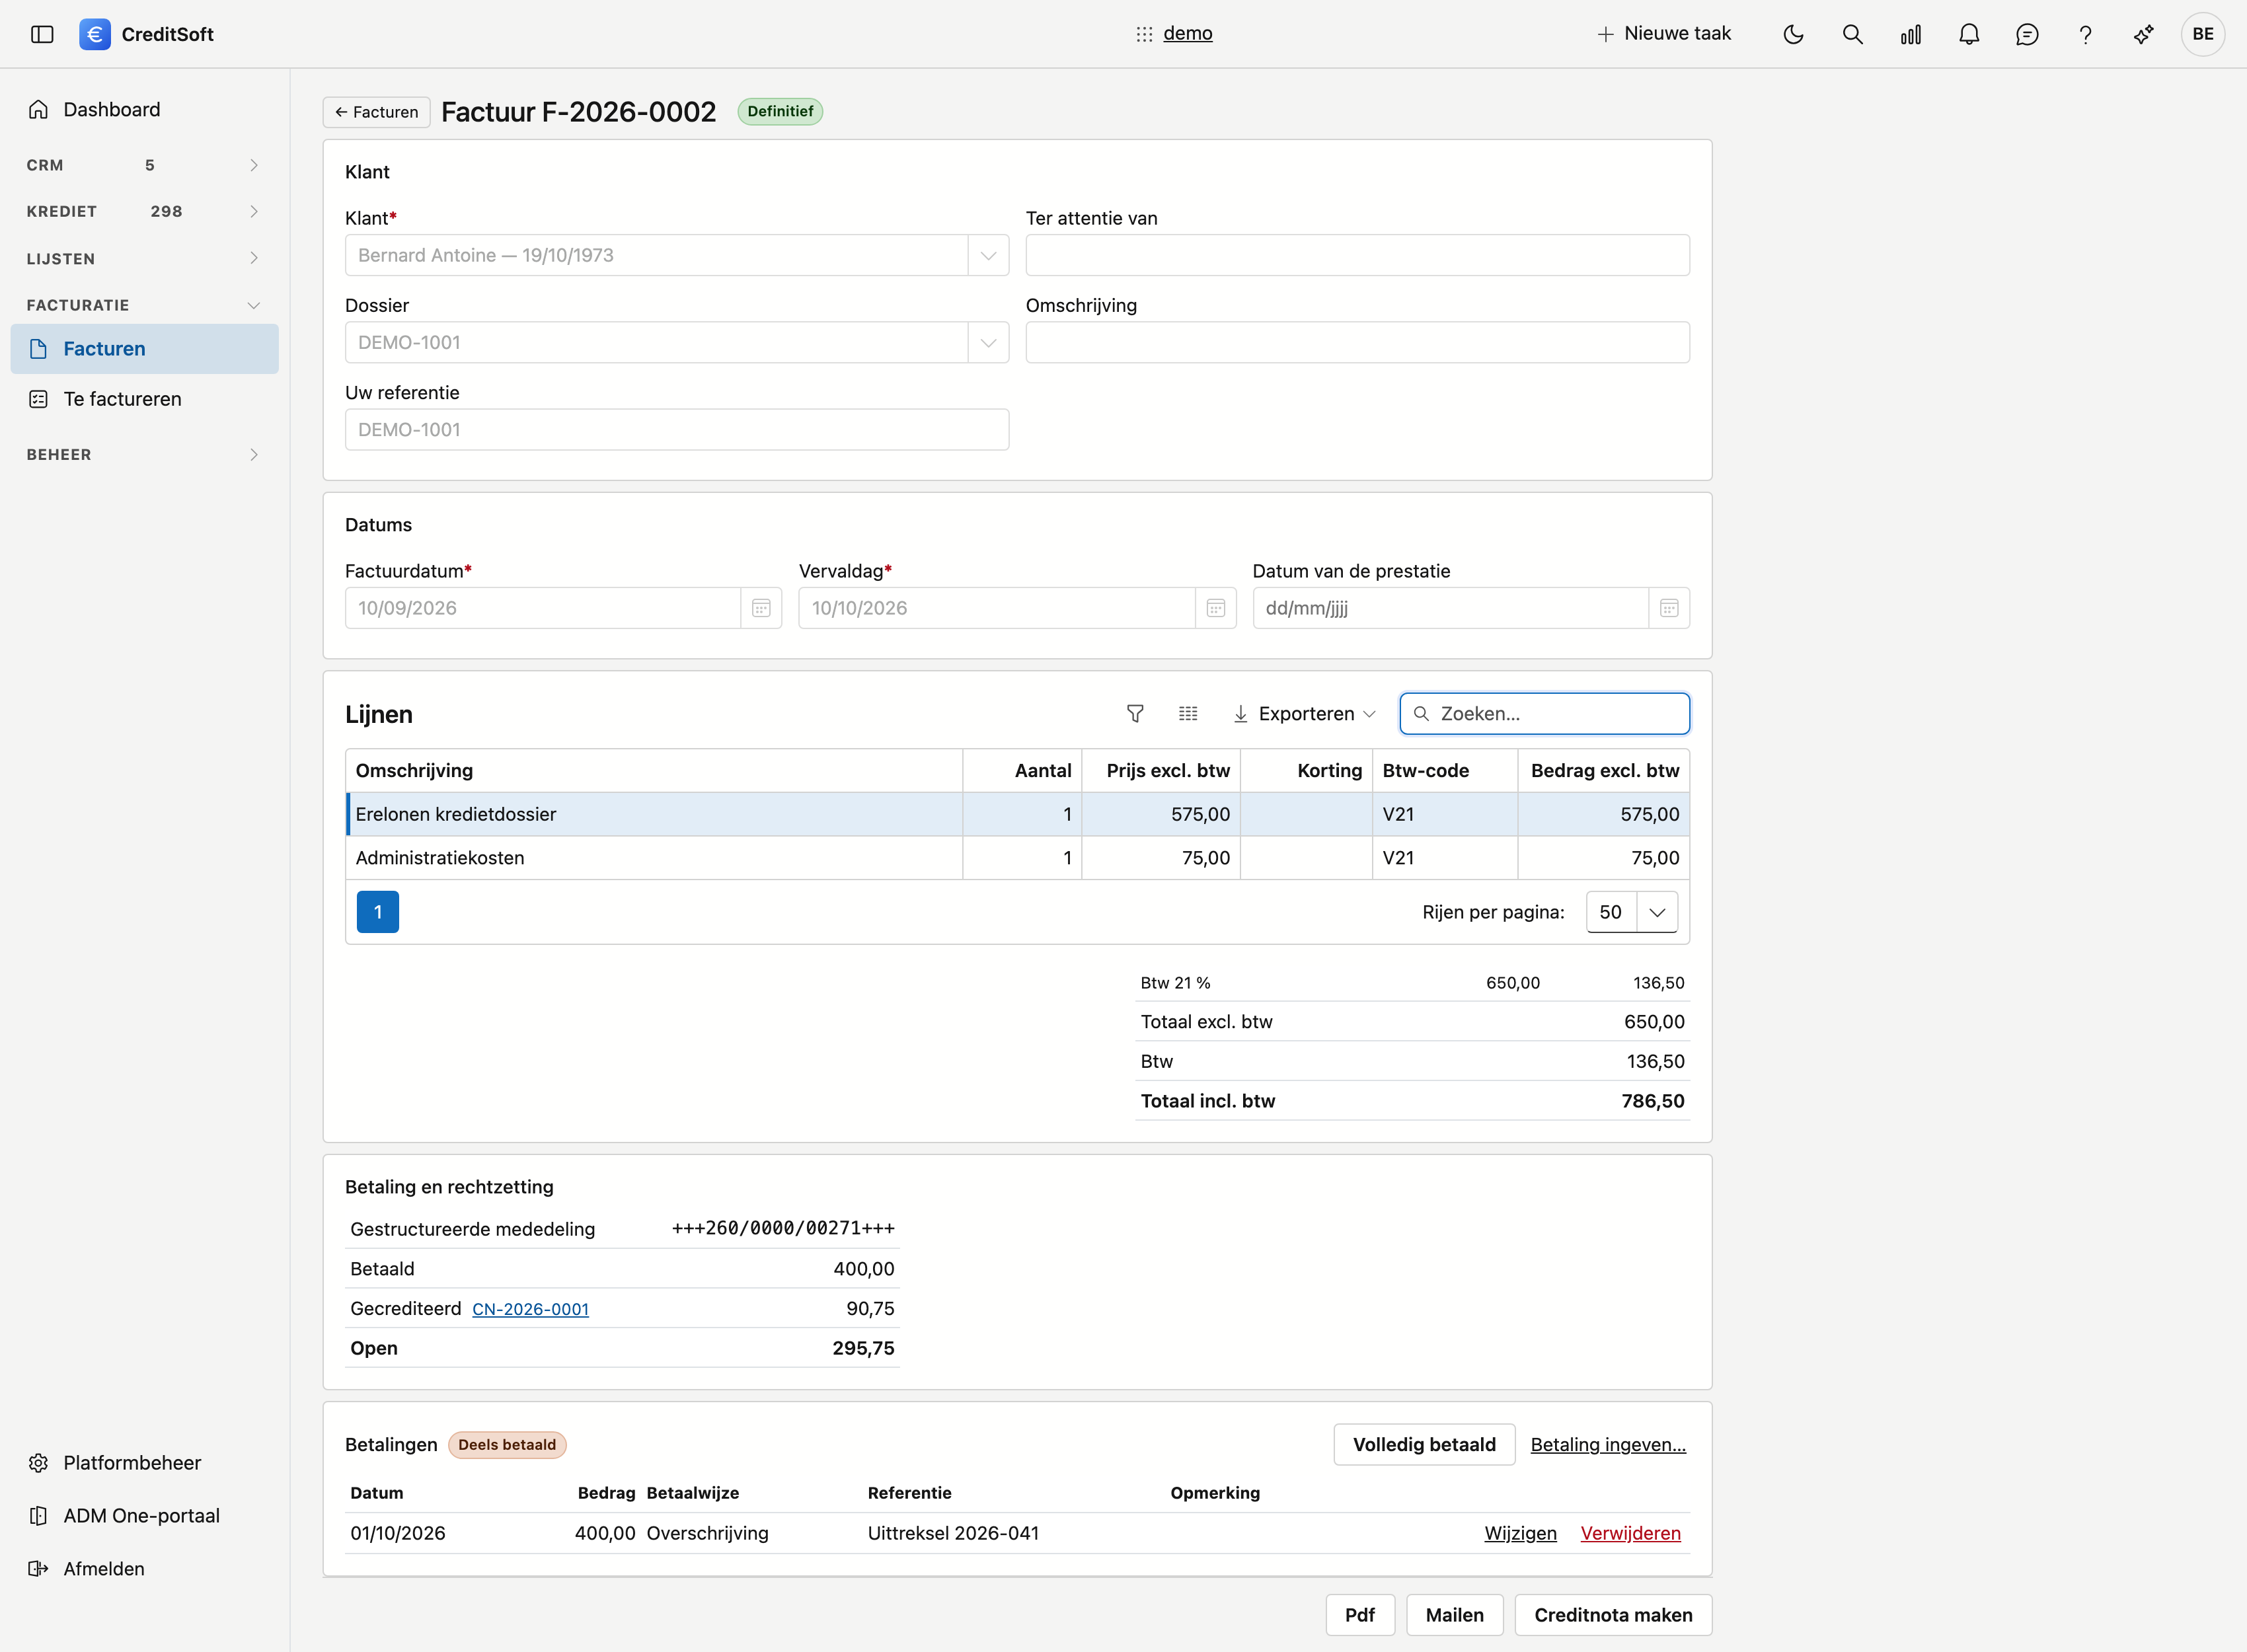 CreditSoft
demo
Nieuwe taak
BE
Dashboard
CRM 5
KREDIET 298
LIJSTEN
FACTURATIE
Facturen
Te factureren
BEHEER
Platformbeheer
ADM One-portaal
Afmelden
← Facturen
Factuur F-2026-0002
Definitief
Klant
Klant*
Ter attentie van
Bernard Antoine — 19/10/1973
Dossier
Omschrijving
DEMO-1001
Uw referentie
DEMO-1001
Datums
Factuurdatum*
Vervaldag*
Datum van de prestatie
10/09/2026
10/10/2026
dd/mm/jjjj
Lijnen
Exporteren
Zoeken...
Omschrijving Aantal Prijs excl. btw Korting Btw-code Bedrag excl. btw
Erelonen kredietdossier 1 575,00 V21 575,00
Administratiekosten 1 75,00 V21 75,00
1
Rijen per pagina: 50
Btw 21 % 650,00 136,50
Totaal excl. btw 650,00
Btw 136,50
Totaal incl. btw 786,50
Betaling en rechtzetting
Gestructureerde mededeling +++260/0000/00271+++
Betaald 400,00
Gecrediteerd CN-2026-0001 90,75
Open 295,75
Betalingen
Deels betaald
Volledig betaald
Betaling ingeven...
Datum Bedrag Betaalwijze Referentie Opmerking
01/10/2026 400,00 Overschrijving Uittreksel 2026-041 Wijzigen Verwijderen
Pdf
Mailen
Creditnota maken